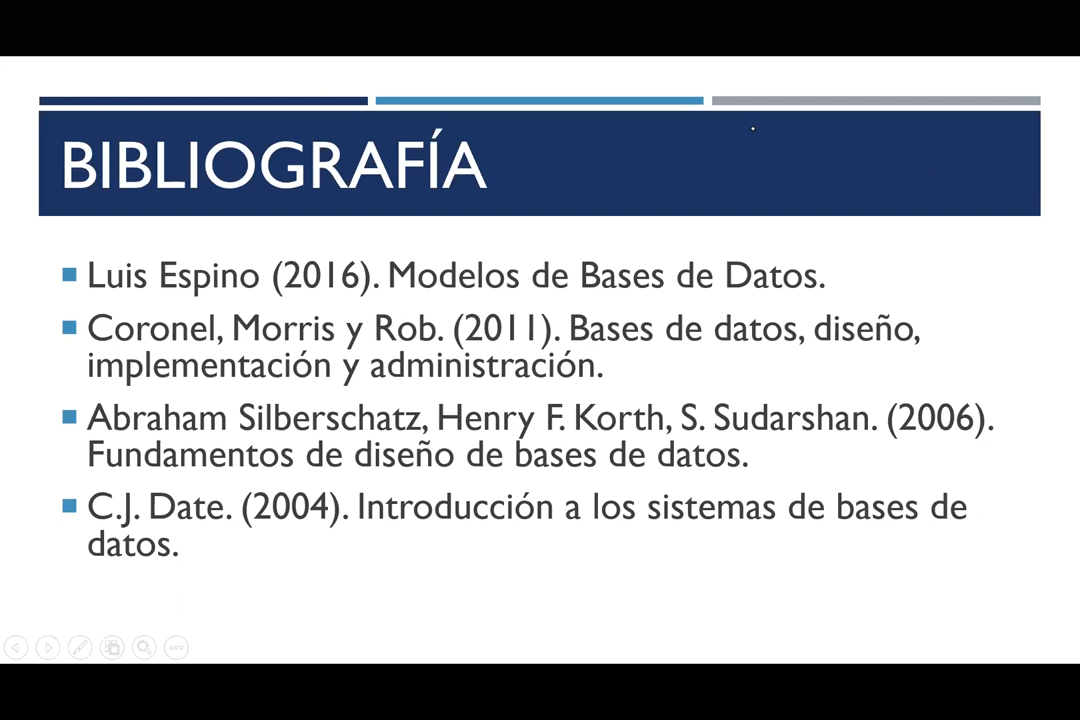 BIBLIOGRAFÍA
Luis Espino (2016). Modelos de Bases de Datos.
Coronel, Morris y Rob. (2011). Bases de datos, diseño,
implementación y administración.
Abraham Silberschatz, Henry F. Korth, S. Sudarshan. (2006).
Fundamentos de diseño de bases de datos.
C.J. Date. (2004). Introducción a los sistemas de bases de
datos.